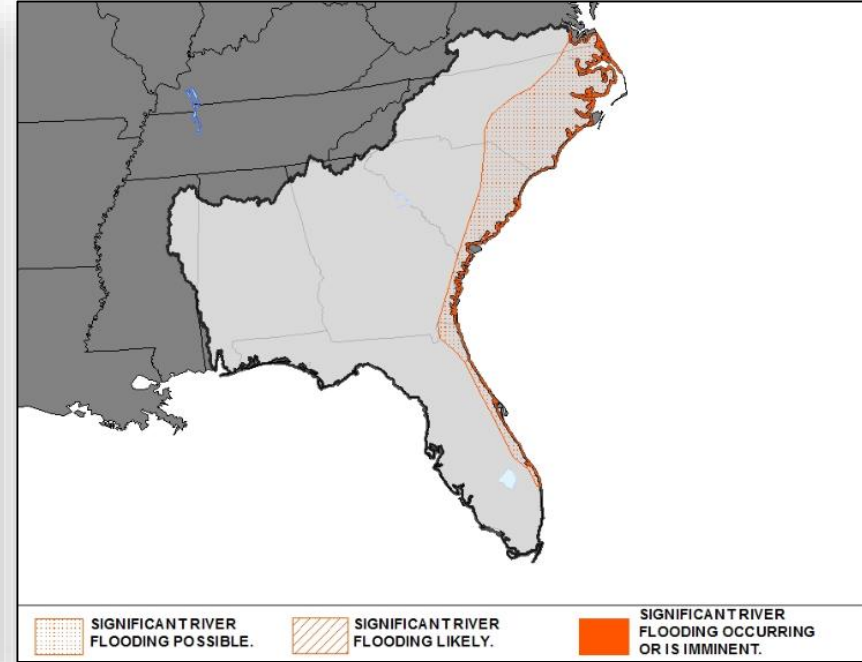 SIGNIFICANT RIVER
FLOODING POSSIBLE.
SIGNIFICANT RIVER
FLOODING LIKELY.
SIGNIFICANT RIVER
FLOODING OCCURRING
OR IS IMMINENT.